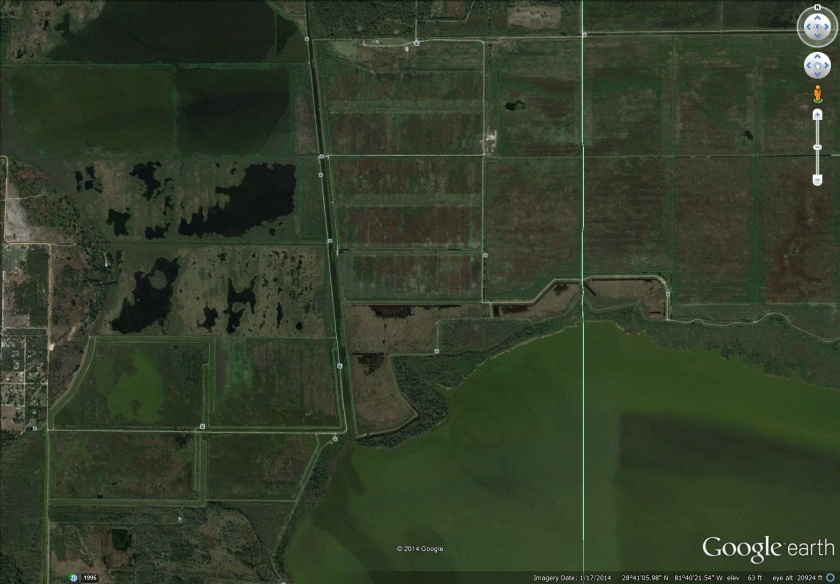 N
© 2014 Google
Google earth
1995
Imagery Date: 1/17/2014 28°41'05.98" N 81°40'21.54" W elev 63 ft eye alt 20924 ft